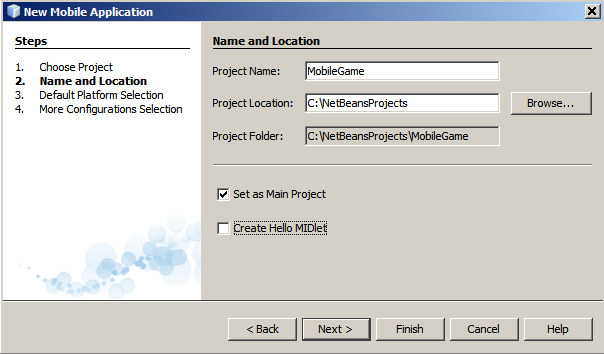 New Mobile Application
Steps
1. Choose Project
2. Name and Location
3. Default Platform Selection
4. More Configurations Selection
Name and Location
Project Name: MobileGame
Project Location: C:\NetBeansProjects Browse...
Project Folder: C:\NetBeansProjects\MobileGame
Set as Main Project
Create Hello MIDlet
< Back Next > Finish Cancel Help